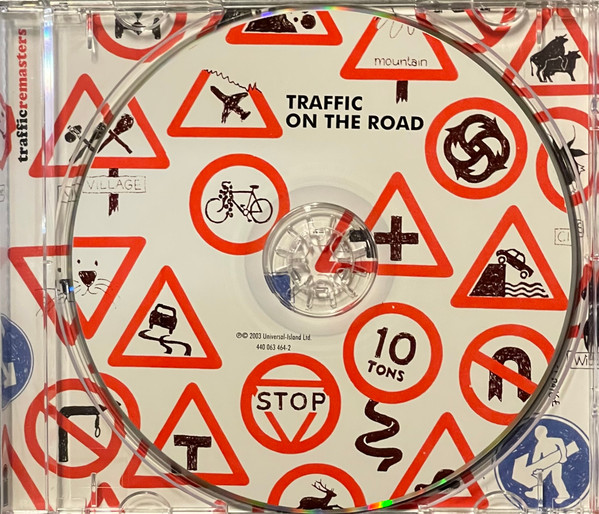 trafficremasters
mountain
TRAFFIC
ON THE ROAD
VILLAGE
℗© 2003 Universal-Island Ltd.
440 063 464-2
10
TONS
STOP